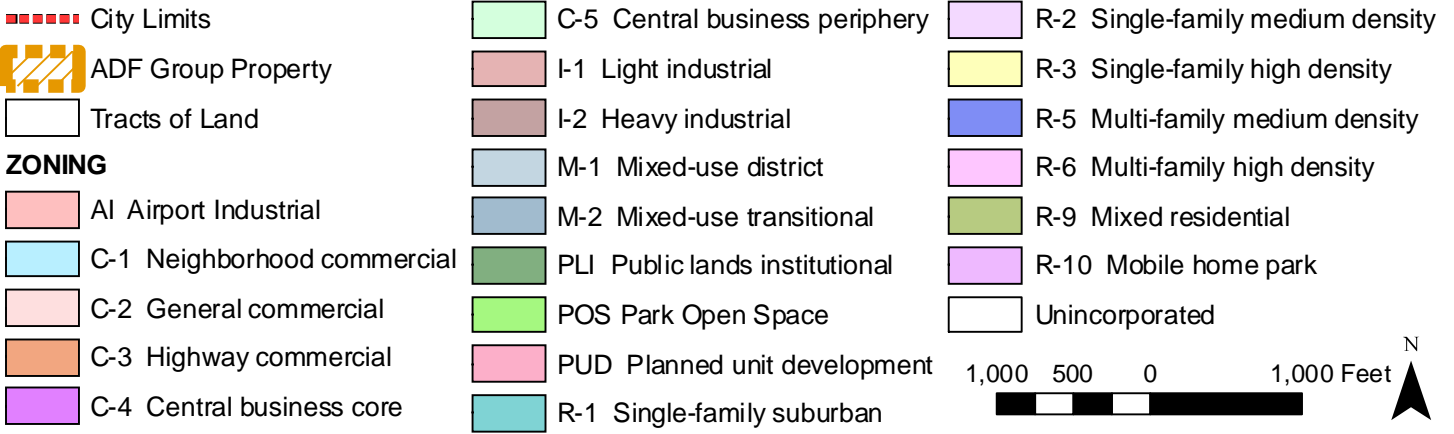 City Limits
ADF Group Property
Tracts of Land
ZONING
AI Airport Industrial
C-1 Neighborhood commercial
C-2 General commercial
C-3 Highway commercial
C-4 Central business core
C-5 Central business periphery
I-1 Light industrial
I-2 Heavy industrial
M-1 Mixed-use district
M-2 Mixed-use transitional
PLI Public lands institutional
POS Park Open Space
PUD Planned unit development
R-1 Single-family suburban
R-2 Single-family medium density
R-3 Single-family high density
R-5 Multi-family medium density
R-6 Multi-family high density
R-9 Mixed residential
R-10 Mobile home park
Unincorporated
N
1,000 500 0 1,000 Feet